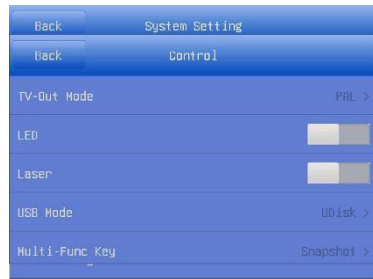 Back System Setting
Back Control
TV-Out Mode PAL >
LED
Laser
USB Mode UDisk >
Multi-Func Key Snapshot >